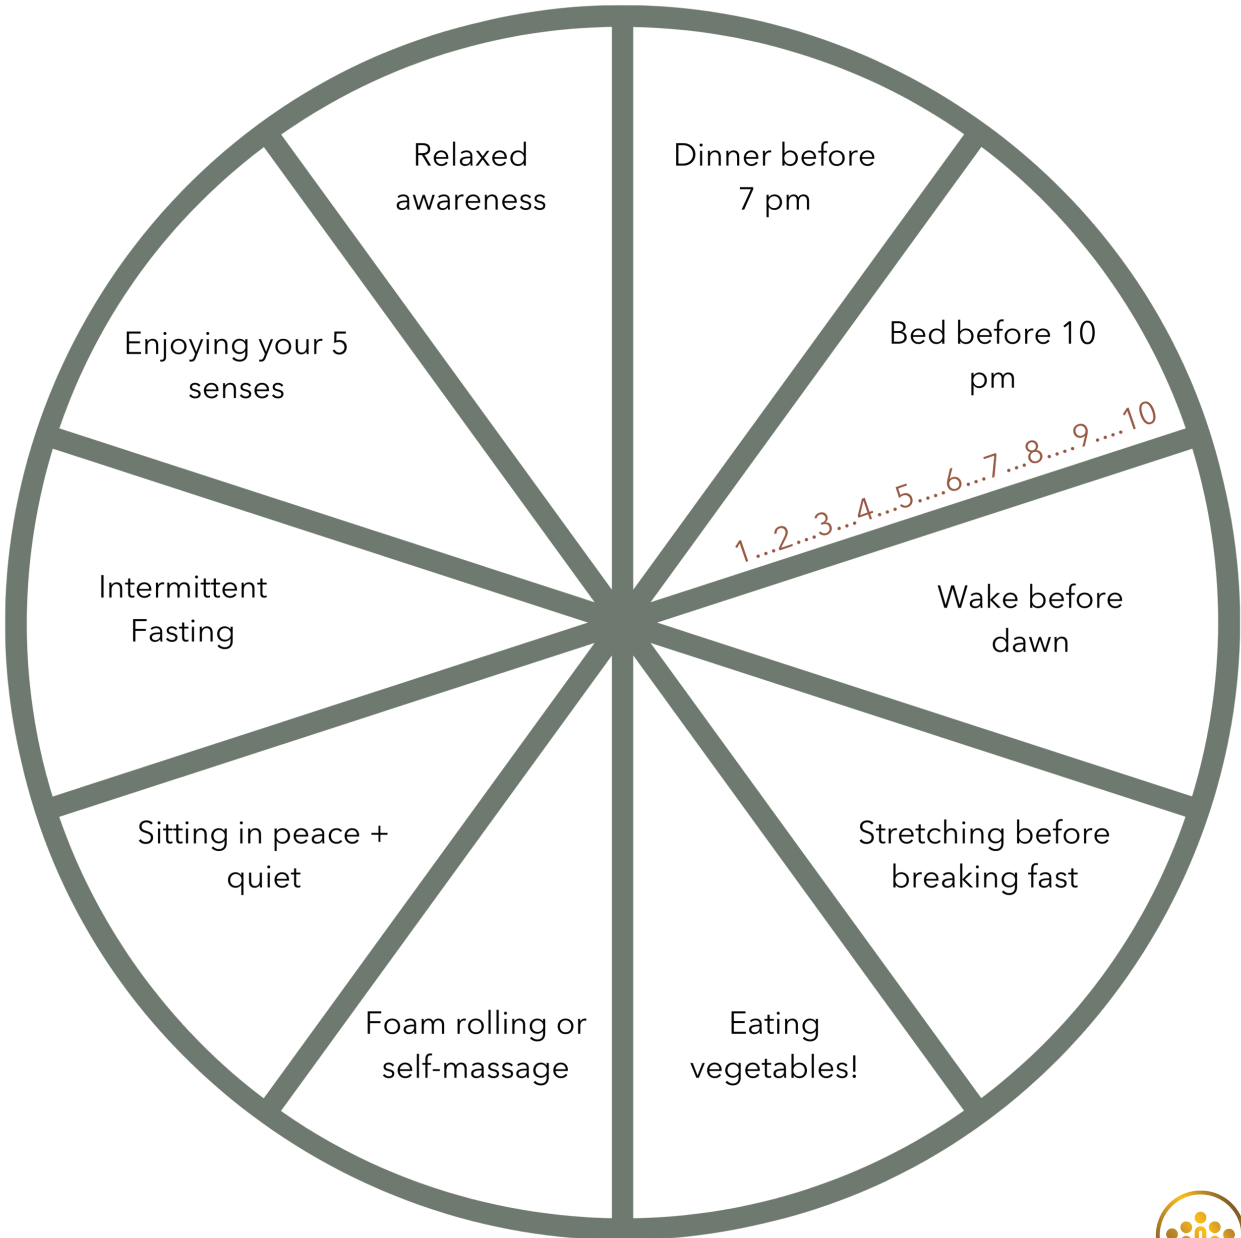 Relaxed
awareness
Dinner before
7 pm
Bed before 10
pm
1...2...3...4...5....6...7...8....9....10
Wake before
dawn
Stretching before
breaking fast
Eating
vegetables!
Foam rolling or
self-massage
Sitting in peace +
quiet
Intermittent
Fasting
Enjoying your 5
senses